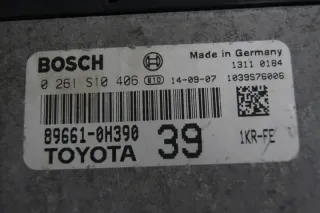 BOSCH Made in Germany
1311 0184
0 261 S10 406 B10 14-09-07 1039S76006
89661-0H390
TOYOTA 39 1KR-FE